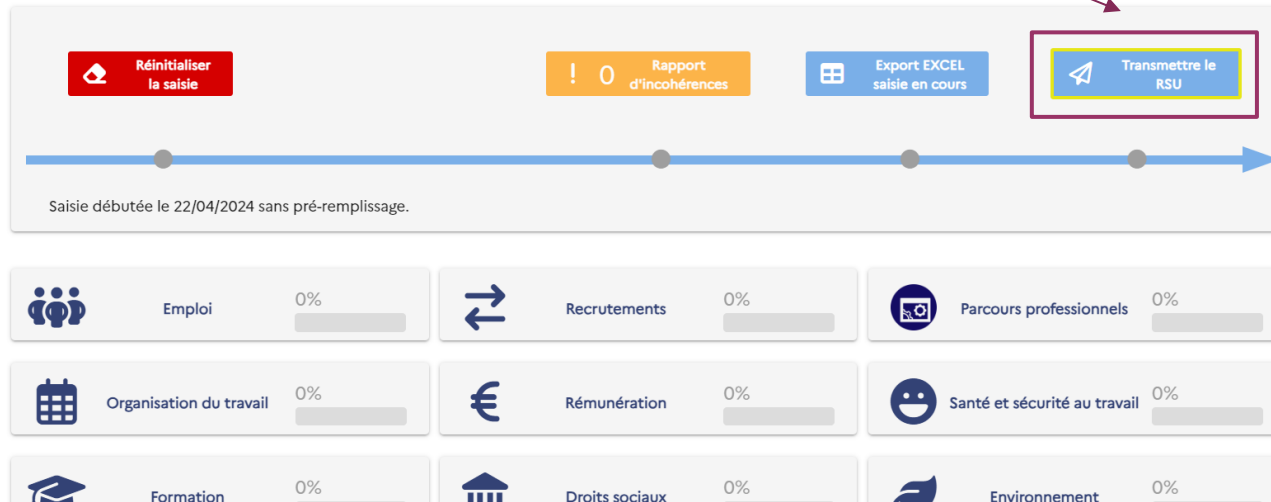 Réinitialiser
la saisie
! 0 Rapport
d'incohérences
Export EXCEL
saisie en cours
Transmettre le
RSU
Saisie débutée le 22/04/2024 sans pré-remplissage.
Emploi 0%
Recrutements 0%
Parcours professionnels 0%
Organisation du travail 0%
€ Rémunération 0%
Santé et sécurité au travail 0%
Formation 0%
Droits sociaux 0%
Environnement 0%